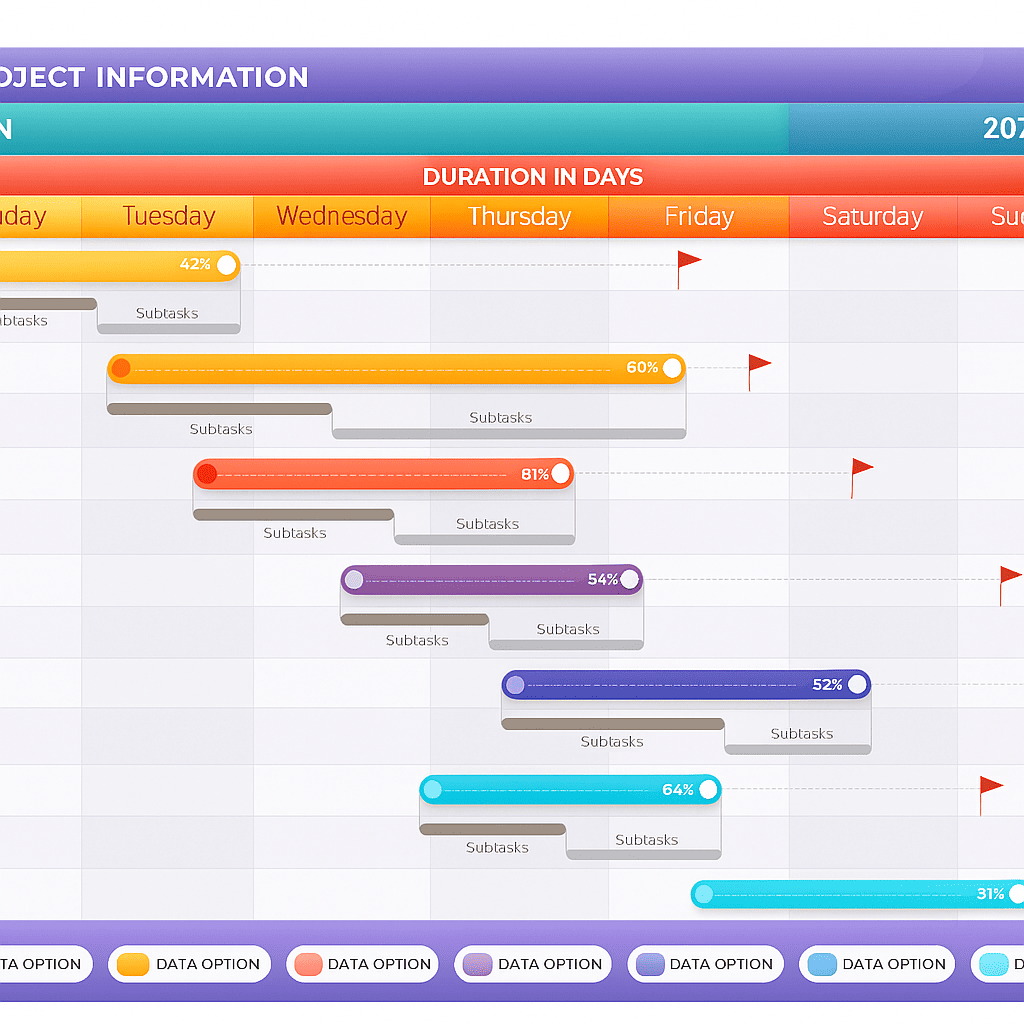 OJECT INFORMATION
N 207
DURATION IN DAYS
day Tuesday Wednesday Thursday Friday Saturday Su
42%
btasks Subtasks
60%
Subtasks Subtasks
81%
Subtasks Subtasks
54%
Subtasks Subtasks
52%
Subtasks Subtasks
64%
Subtasks Subtasks
31%
TA OPTION DATA OPTION DATA OPTION DATA OPTION DATA OPTION DATA OPTION D